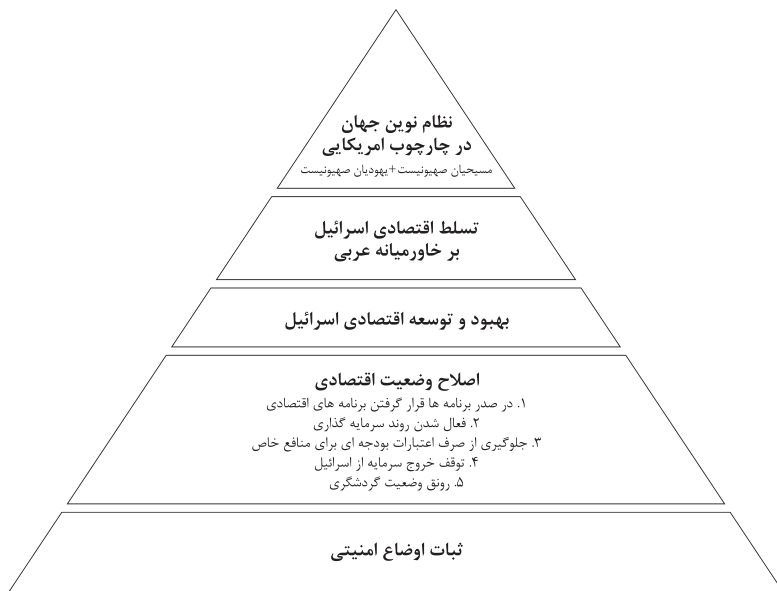 نظام نوین جهان
در چارچوب امریکایی
مسیحیان صهیونیست+یهودیان صهیونیست
تسلط اقتصادی اسرائیل
بر خاورمیانه عربی
بهبود و توسعه اقتصادی اسرائیل
اصلاح وضعیت اقتصادی
۱. در صدر برنامه ها قرار گرفتن برنامه های اقتصادی
۲. فعال شدن روند سرمایه گذاری
۳. جلوگیری از صرف اعتبارات بودجه ای برای منافع خاص
۴. توقف خروج سرمایه از اسرائیل
۵. رونق وضعیت گردشگری
ثبات اوضاع امنیتی